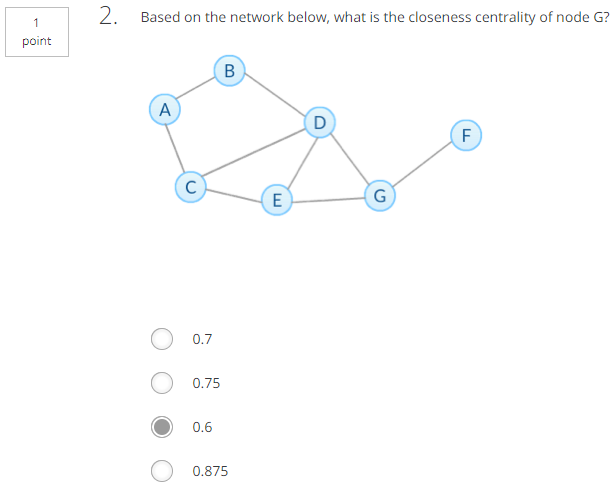 1
point
2.
Based on the network below, what is the closeness centrality of node G?
B
A
D
F
C
E
G
0.7
0.75
0.6
0.875